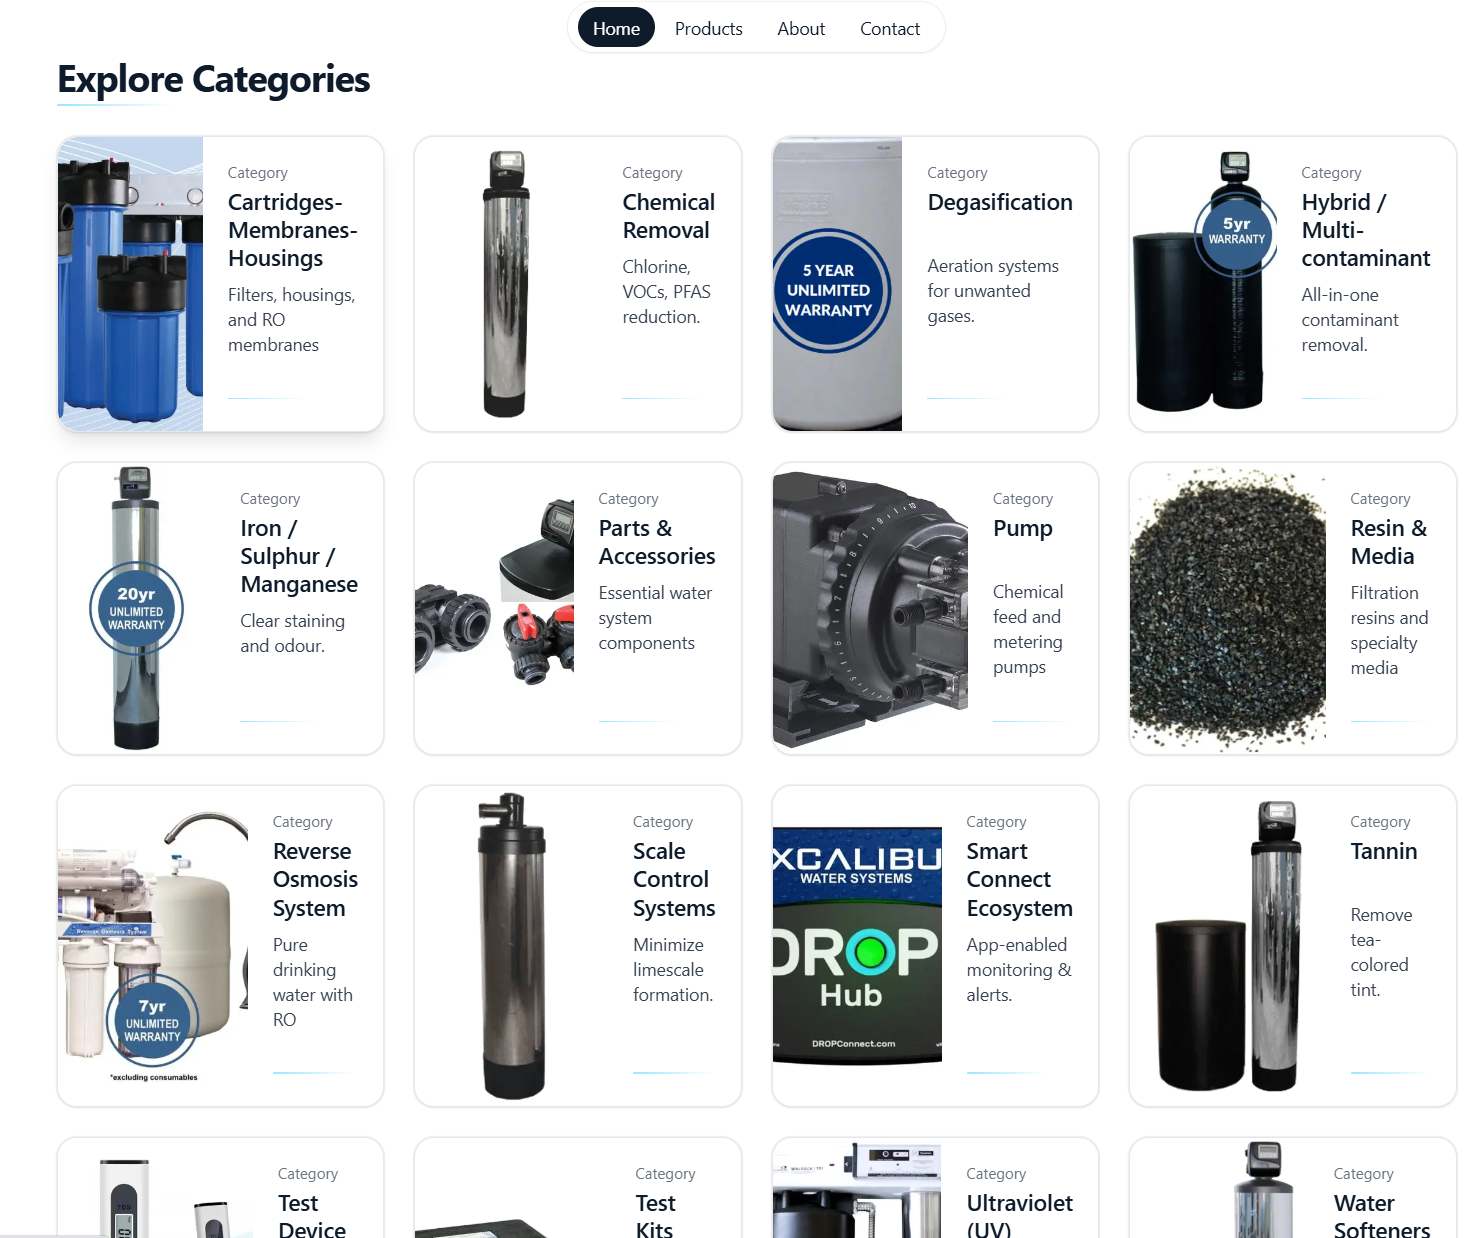 Home Products About Contact
Explore Categories
Category
Cartridges-
Membranes-
Housings
Filters, housings,
and RO
membranes
Category
Chemical
Removal
Chlorine,
VOCs, PFAS
reduction.
5 YEAR
UNLIMITED
WARRANTY
Category
Degasification
Aeration systems
for unwanted
gases.
5yr
WARRANTY
Category
Hybrid /
Multi-
contaminant
All-in-one
contaminant
removal.
20yr
UNLIMITED
WARRANTY
Category
Iron /
Sulphur /
Manganese
Clear staining
and odour.
Category
Parts &
Accessories
Essential water
system
components
Category
Pump
Chemical
feed and
metering
pumps
Category
Resin &
Media
Filtration
resins and
specialty
media
Reverse Osmosis System
7yr
UNLIMITED
WARRANTY
*excluding consumables
Category
Reverse
Osmosis
System
Pure
drinking
water with
RO
Category
Scale
Control
Systems
Minimize
limescale
formation.
XCALIBU
WATER SYSTEMS
DROP
Hub
DROPConnect.com
Category
Smart
Connect
Ecosystem
App-enabled
monitoring &
alerts.
Category
Tannin
Remove
tea-
colored
tint.
Category
Test
Device
Category
Test
Kits
Category
Ultraviolet
(UV)
Category
Water
Softeners